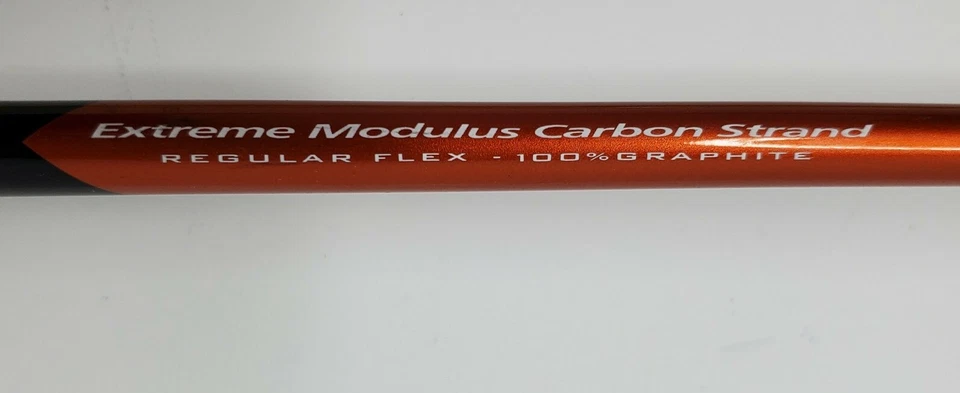 Extreme Modulus Carbon Strand
REGULAR FLEX - 100% GRAPHITE